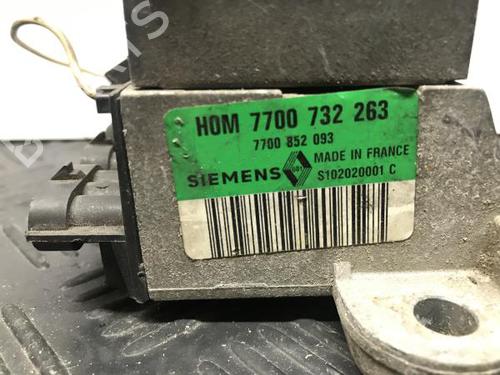 HOM 7700 732 263
7700 852 093
SIEMENS MADE IN FRANCE
S102020001 C